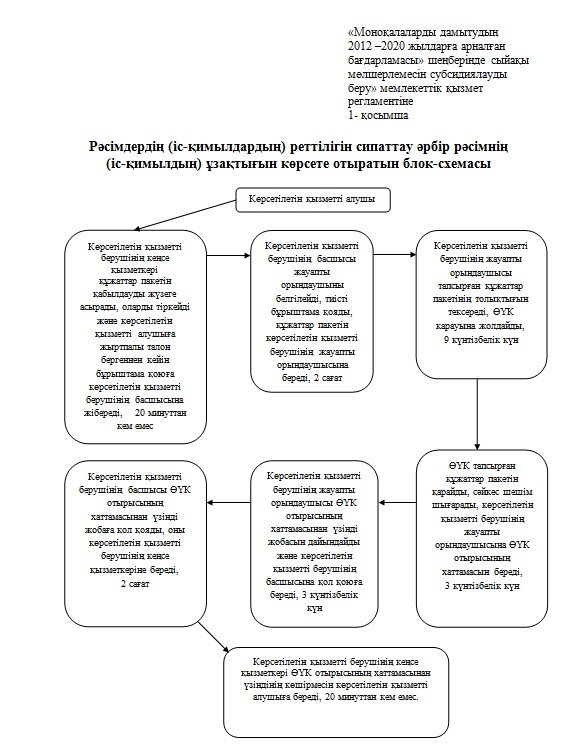 «Моноқалаларды дамытудың
2012 –2020 жылдарға арналған
бағдарламасы» шеңберінде сыйақы
мөлшерлемесін субсидиялауды
беру» мемлекеттік қызмет
регламентіне
1- қосымша
Рәсімдердің (іс-қимылдардың) реттілігін сипаттау әрбір рәсімнің
(іс-қимылдың) ұзақтығын көрсете отыратын блок-схемасы
Көрсетілетін қызметті алушы
Көрсетілетін қызметті
берушінің кеңсе
қызметкері
құжаттар пакетін
қабылдауды жүзеге
асырады, оларды тіркейді
және көрсетілетін
қызметті алушыға
жыртпалы талон
бергеннен кейін
бұрыштама қоюға
көрсетілетін қызметті
берушінің басшысына
жібереді, 20 минуттан
кем емес
Көрсетілетін қызметті
берушінің басшысы
жауапты
орындаушыны
белгілейді, тиісті
бұрыштама қояды,
құжаттар пакетін
көрсетілетін қызметті
берушінің жауапты
орындаушысына
береді, 2 сағат
Көрсетілетін қызметті
берушінің жауапты
орындаушысы
тапсырған құжаттар
пакетінің толықтығын
тексереді, ӨҮК
қарауына жолдайды,
9 күнтізбелік күн
ӨҮК тапсырған
құжаттар пакетін
қарайды, сәйкес шешім
шығарады, көрсетілетін
қызметті берушінің
жауапты
орындаушысына ӨҮК
отырысының
хаттамасын береді,
3 күнтізбелік күн
Көрсетілетін қызметті
берушінің жауапты
орындаушысы ӨҮК
отырысының
хаттамасынан үзінді
жобасын дайындайды
және көрсетілетін
қызметті берушінің
басшысына қол қоюға
береді, 3 күнтізбелік
күн
Көрсетілетін қызметті
берушінің басшысы ӨҮК
отырысының
хаттамасынан үзінді
жобаға қол қояды, оны
көрсетілетін қызметті
берушінің кеңсе
қызметкеріне береді,
2 сағат
Көрсетілетін қызметті берушінің кеңсе
қызметкері ӨҮК отырысының хаттамасынан
үзіндінің көшірмесін көрсетілетін қызметті
алушыға береді, 20 минуттан кем емес.